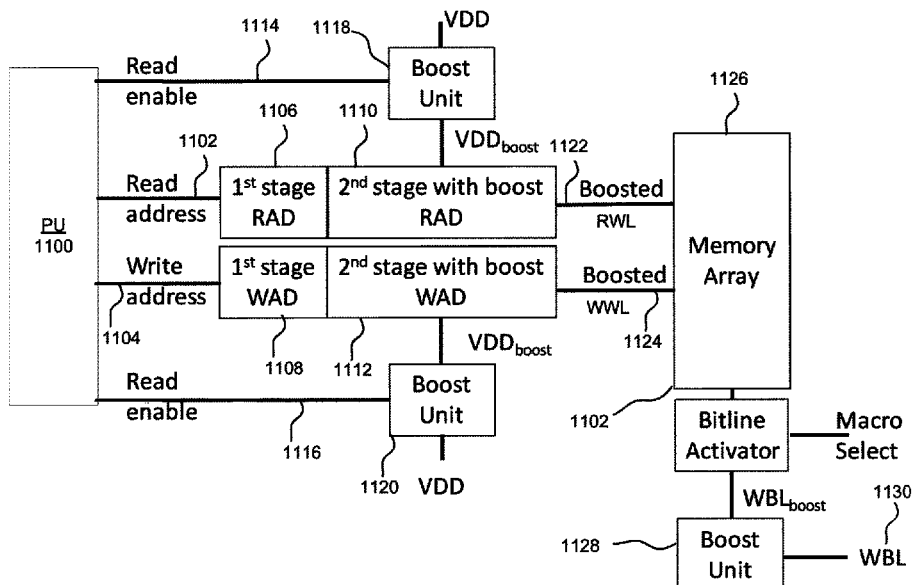 1114
1118
VDD
Read
enable
Boost
Unit
1126
1102
1106
1110
VDDboost
1122
Read
address
1st stage
RAD
2nd stage with boost
RAD
Boosted
RWL
PU
1100
Memory
Array
Write
address
1st stage
WAD
2nd stage with boost
WAD
Boosted
WWL
1104
1108
1112
VDDboost
1124
Read
enable
Boost
Unit
1102
1116
1120
VDD
Bitline
Activator
Macro
Select
WBLboost
1130
1128
Boost
Unit
WBL